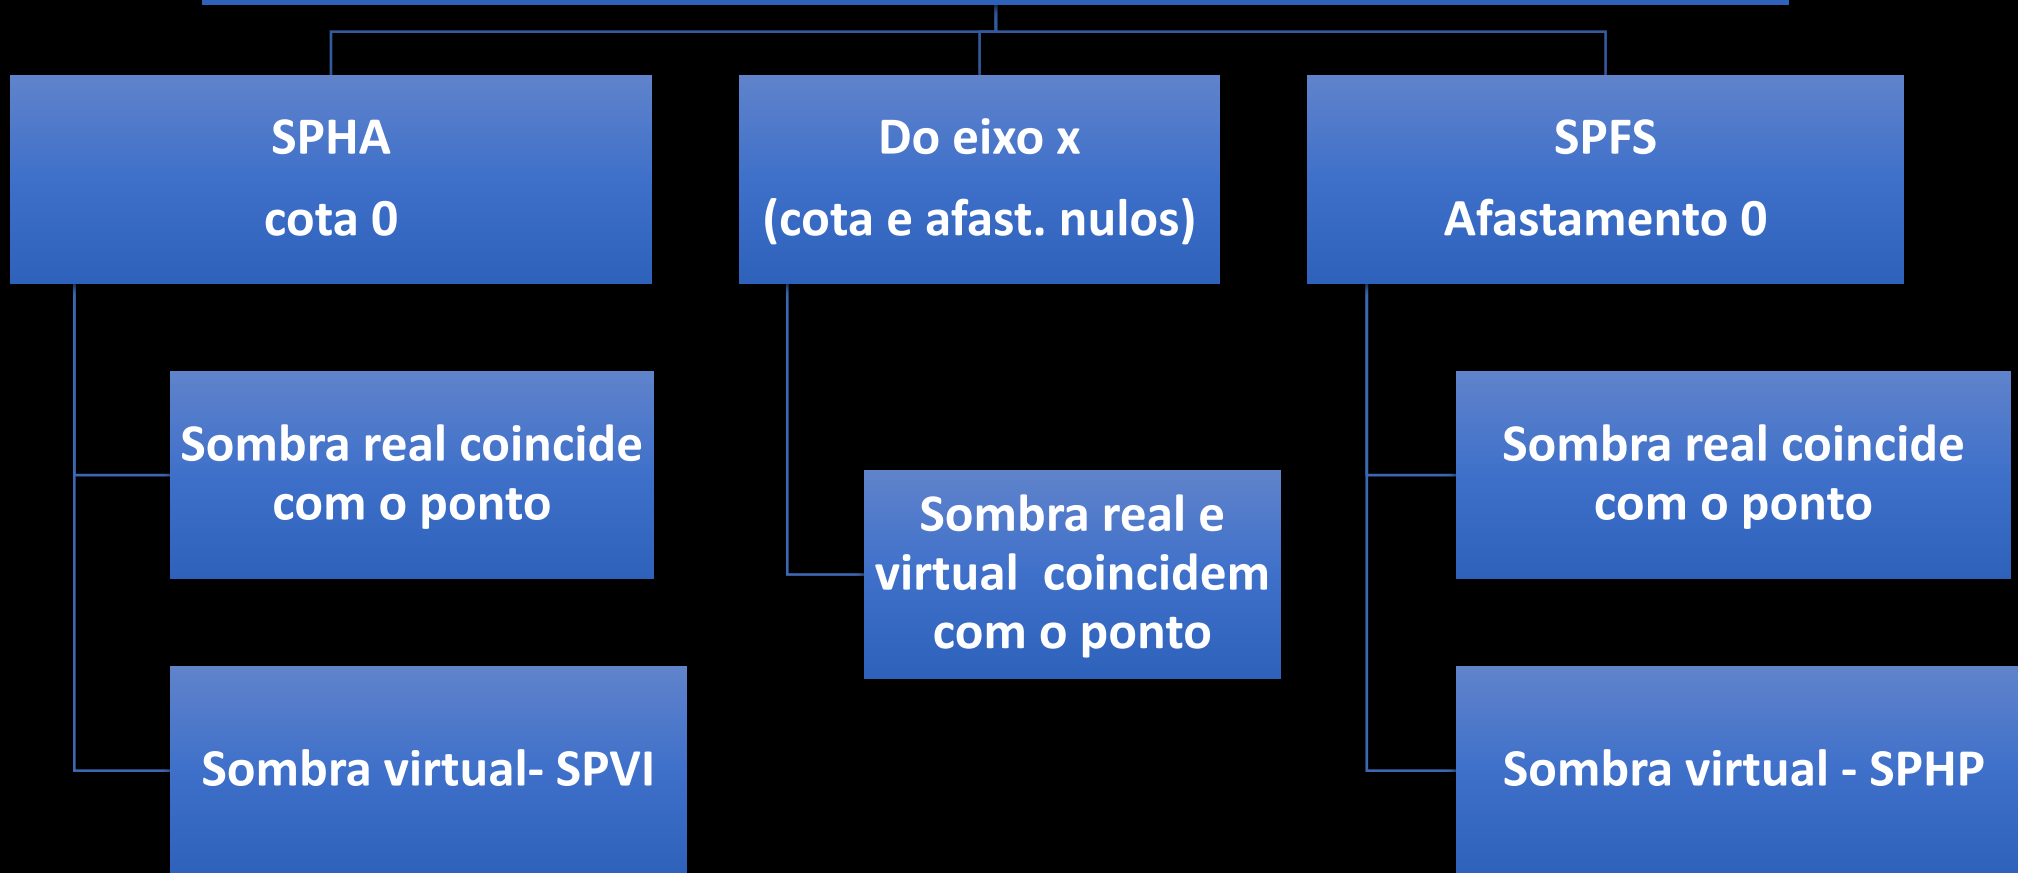 SPHA
cota 0
Do eixo x
(cota e afast. nulos)
SPFS
Afastamento 0
Sombra real coincide
com o ponto
Sombra real e
virtual  coincidem
com o ponto
Sombra real coincide
com o ponto
Sombra virtual- SPVI
Sombra virtual - SPHP